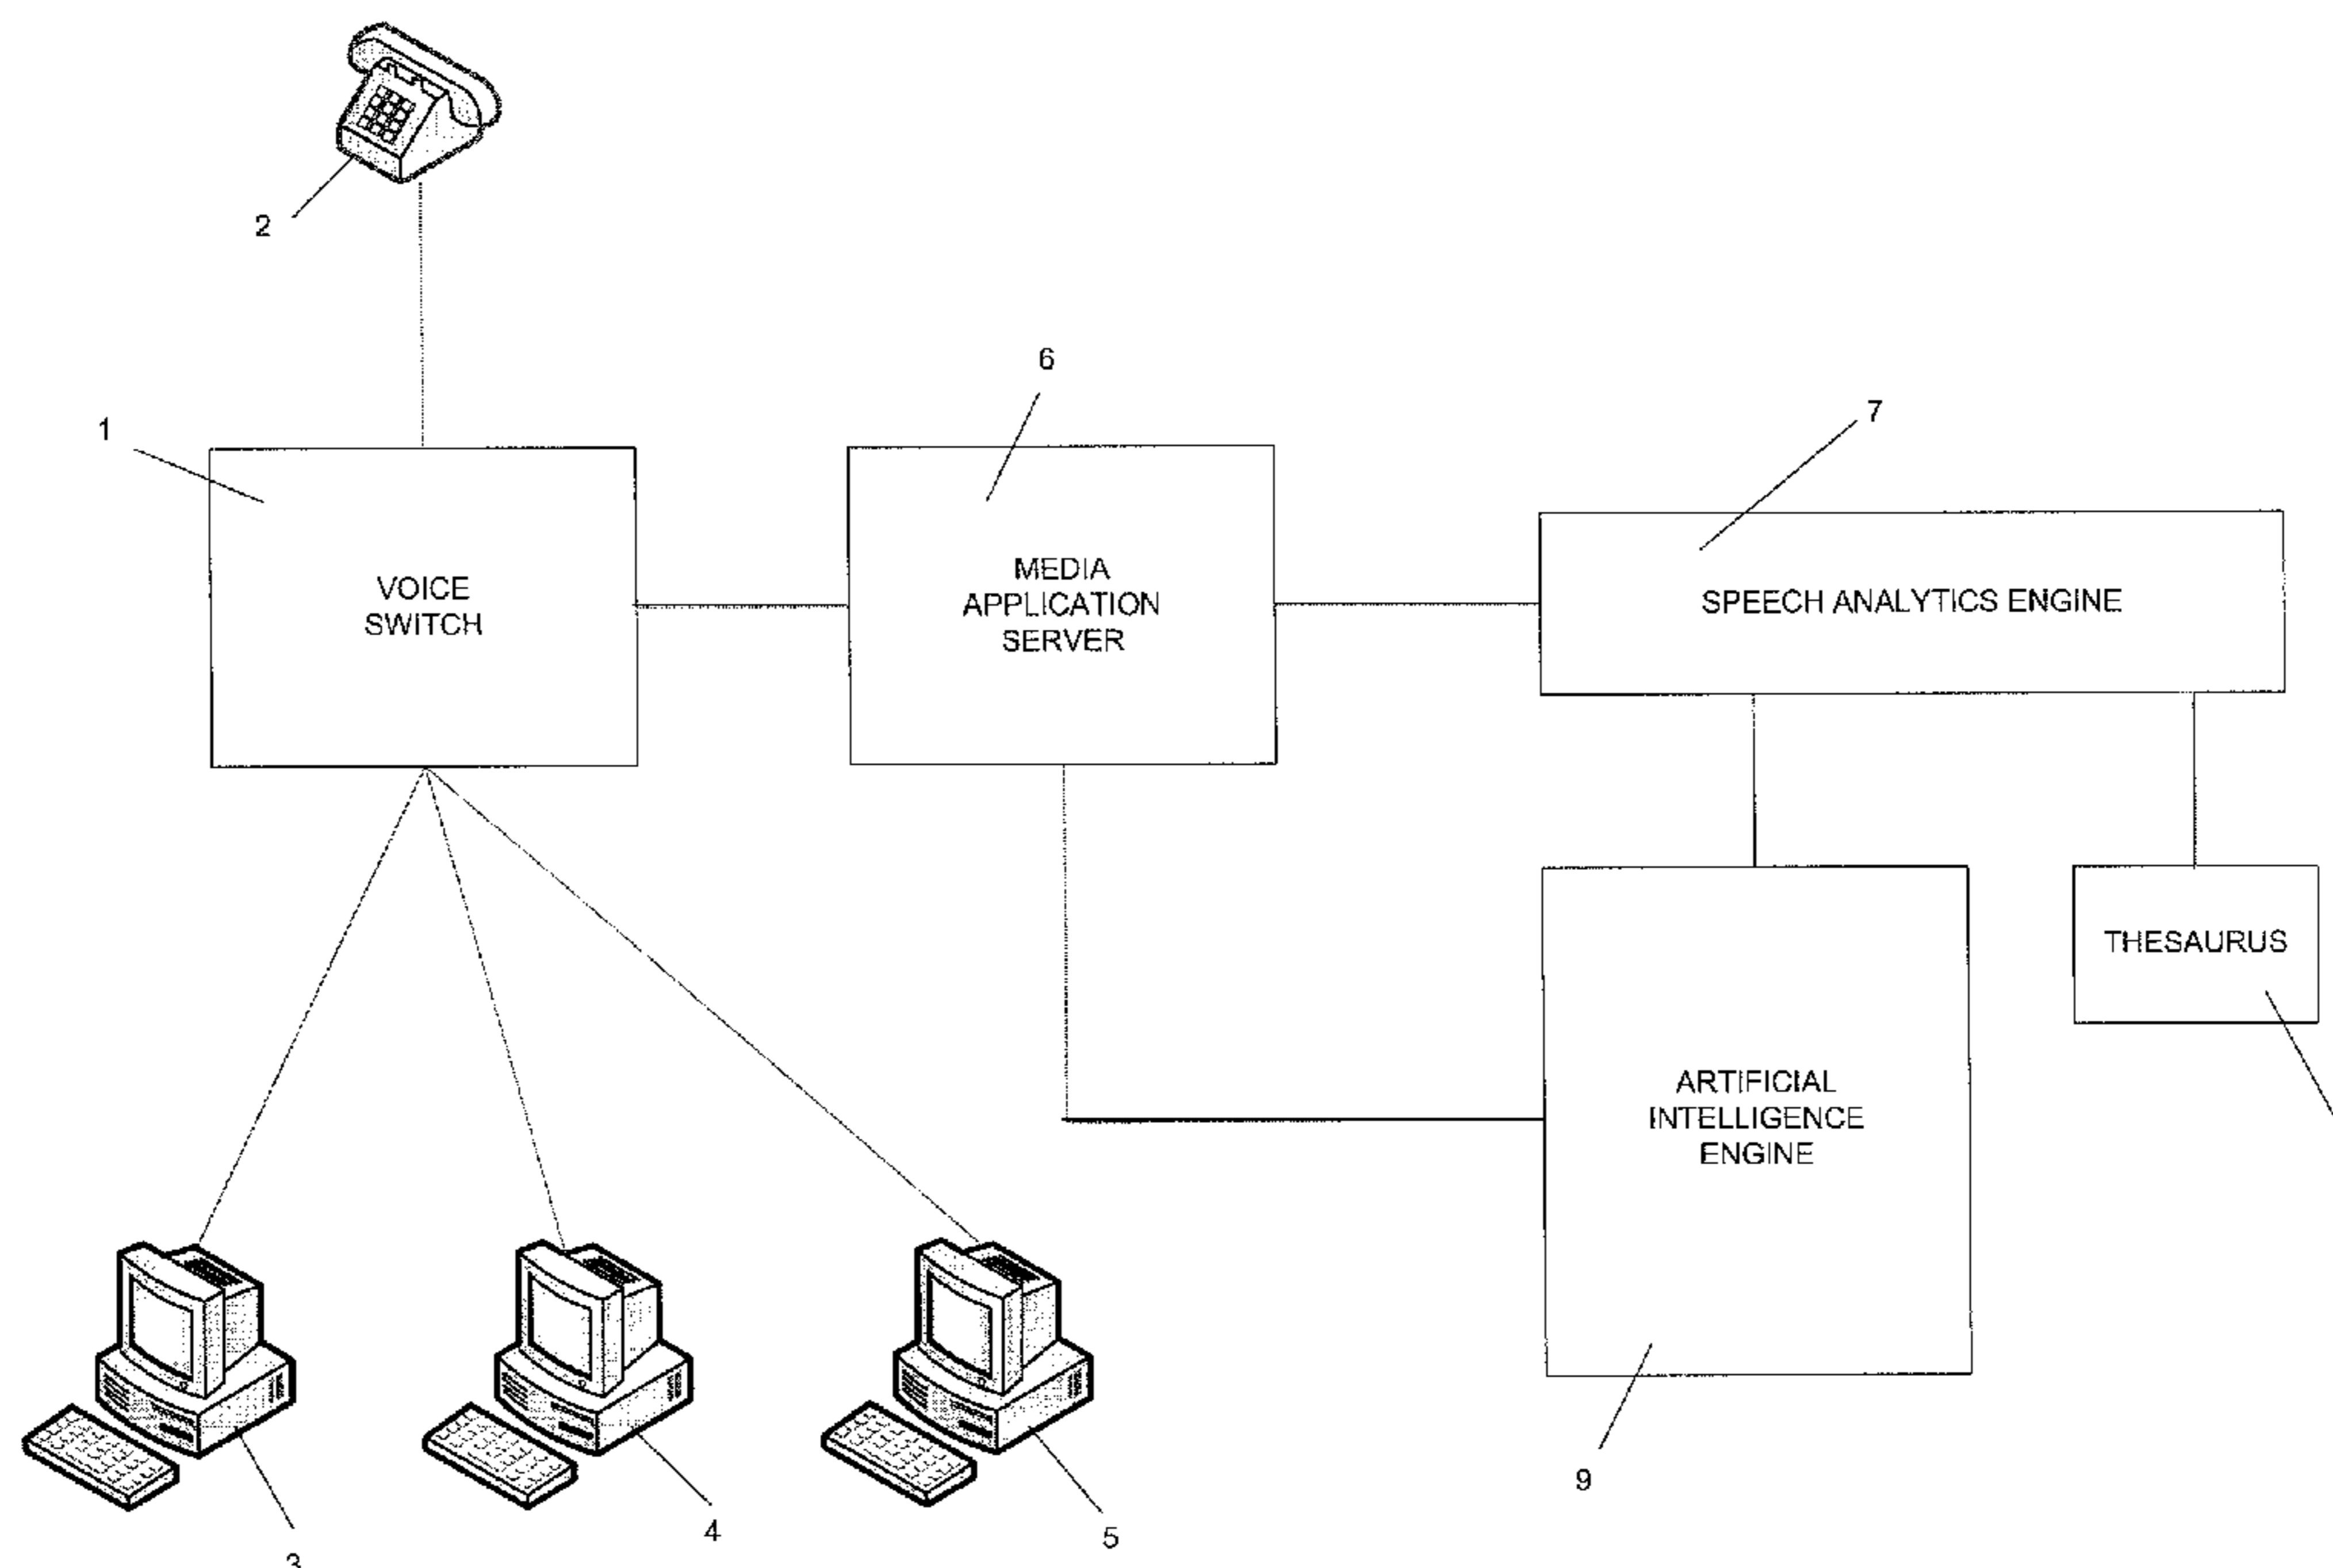 2
6
1
7
VOICE
SWITCH
MEDIA
APPLICATION
SERVER
SPEECH ANALYTICS ENGINE
THESAURUS
ARTIFICIAL
INTELLIGENCE
ENGINE
9
4
5
3